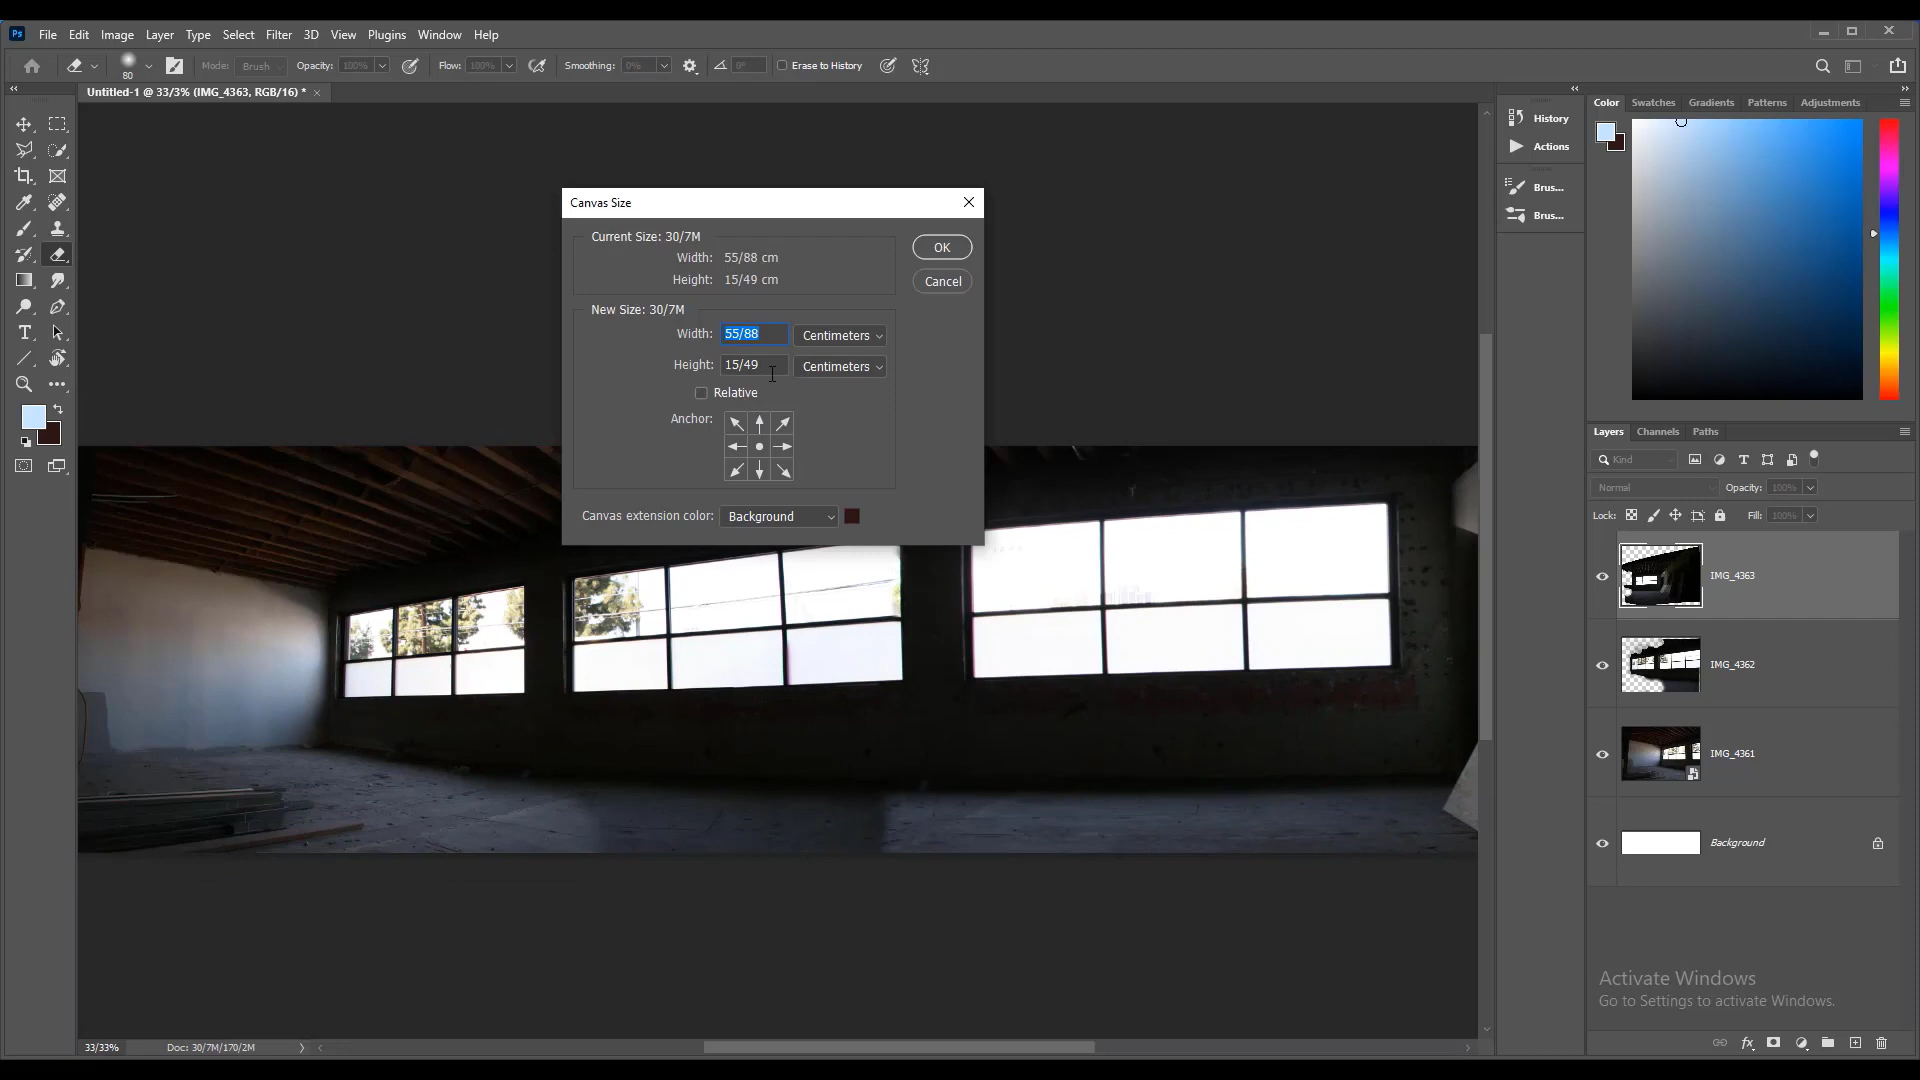 Ps File Edit Image Layer Type Select Filter 3D View Plugins Window Help
80 Mode: Brush Opacity: 100% Flow: 100% Smoothing: 0% 0° Erase to History
Untitled-1 @ 33/3% (IMG_4363, RGB/16) * ×
History
Actions
Brus...
Brus...
Color Swatches Gradients Patterns Adjustments
Canvas Size
Current Size: 30/7M
Width: 55/88 cm
Height: 15/49 cm
OK
Cancel
New Size: 30/7M
Width: 55/88 Centimeters
Height: 15/49 Centimeters
Relative
Anchor:
Canvas extension color: Background
Layers Channels Paths
Kind
Normal Opacity: 100%
Lock: Fill: 100%
IMG_4363
IMG_4362
IMG_4361
Background
Activate Windows
Go to Settings to activate Windows.
33/33% Doc: 30/7M/170/2M
fx